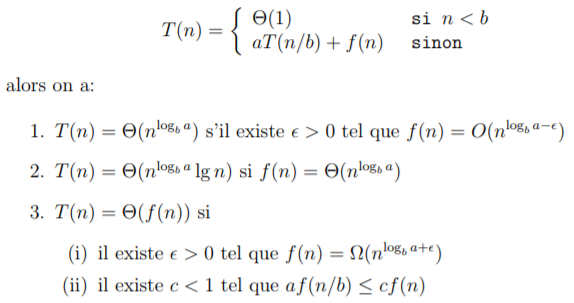 T(n) = { Θ(1) si n < b
aT(n/b) + f(n) sinon
alors on a:
1. T(n) = Θ(n^{log_b a}) s'il existe ϵ > 0 tel que f(n) = O(n^{log_b a−ϵ})
2. T(n) = Θ(n^{log_b a} lg n) si f(n) = Θ(n^{log_b a})
3. T(n) = Θ(f(n)) si
(i) il existe ϵ > 0 tel que f(n) = Ω(n^{log_b a+ϵ})
(ii) il existe c < 1 tel que af(n/b) ≤ cf(n)